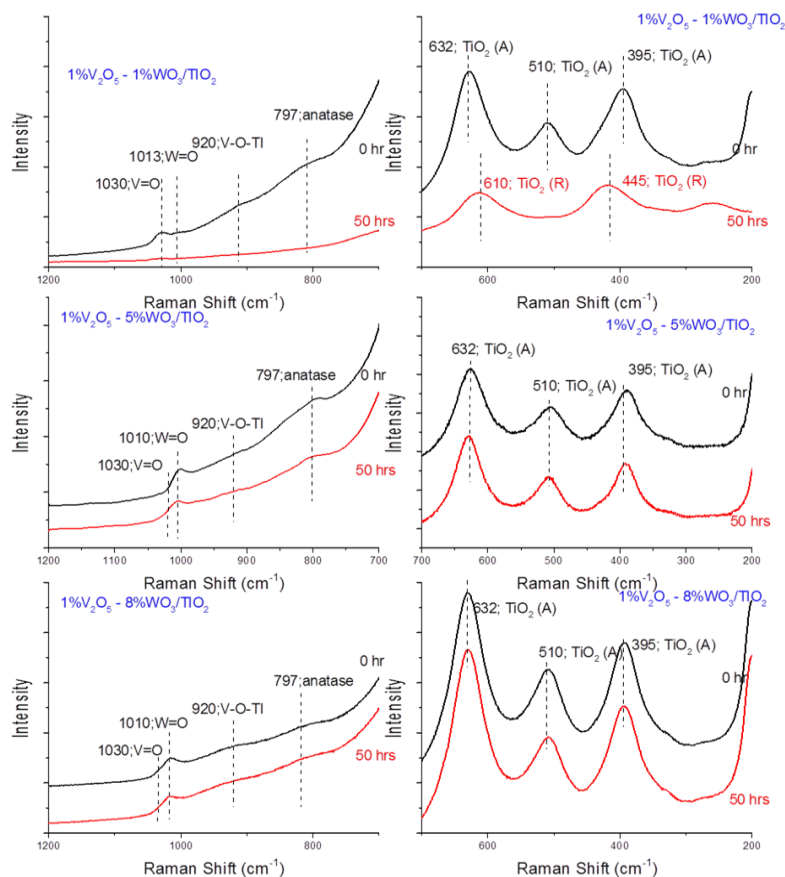 1%V₂O₅ - 1%WO₃/TIO₂
1030;V=O
1013;W=O
920;V-O-TI
797;anatase
0 hr
50 hrs
Intensity
1200
1000
800
Raman Shift (cm⁻¹)
1%V₂O₅ - 1%WO₃/TIO₂
632; TiO₂ (A)
510; TiO₂ (A)
395; TiO₂ (A)
0 hr
610; TiO₂ (R)
445; TiO₂ (R)
50 hrs
Intensity
600
400
200
Raman Shift (cm⁻¹)
1%V₂O₅ - 5%WO₃/TIO₂
1030;V=O
1010;W=O
920;V-O-TI
797;anatase
0 hr
50 hrs
Intensity
1200
1100
1000
900
800
700
Raman Shift (cm⁻¹)
1%V₂O₅ - 5%WO₃/TIO₂
632; TiO₂ (A)
510; TiO₂ (A)
395; TiO₂ (A)
0 hr
50 hrs
Intensity
700
600
500
400
300
200
Raman Shift (cm⁻¹)
1%V₂O₅ - 8%WO₃/TIO₂
1030;V=O
1010;W=O
920;V-O-TI
797;anatase
0 hr
50 hrs
Intensity
1200
1000
800
Raman Shift (cm⁻¹)
1%V₂O₅ - 8%WO₃/TIO₂
632; TiO₂ (A)
510; TiO₂ (A
395; TiO₂ (A)
0 hr
50 hrs
Intensity
600
400
200
Raman Shift (cm⁻¹)